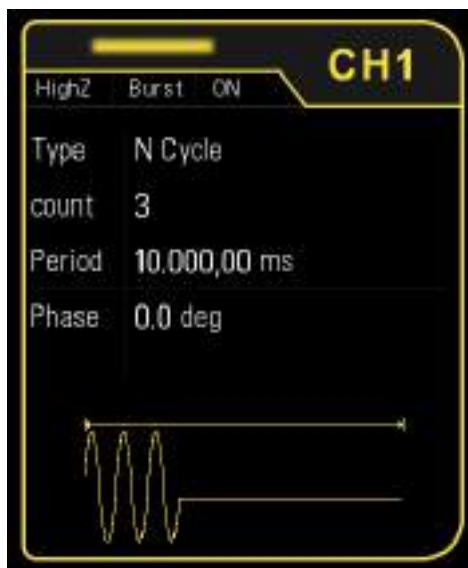 CH1
HighZ Burst ON
Type N Cycle
count 3
Period 10.000,00 ms
Phase 0.0 deg